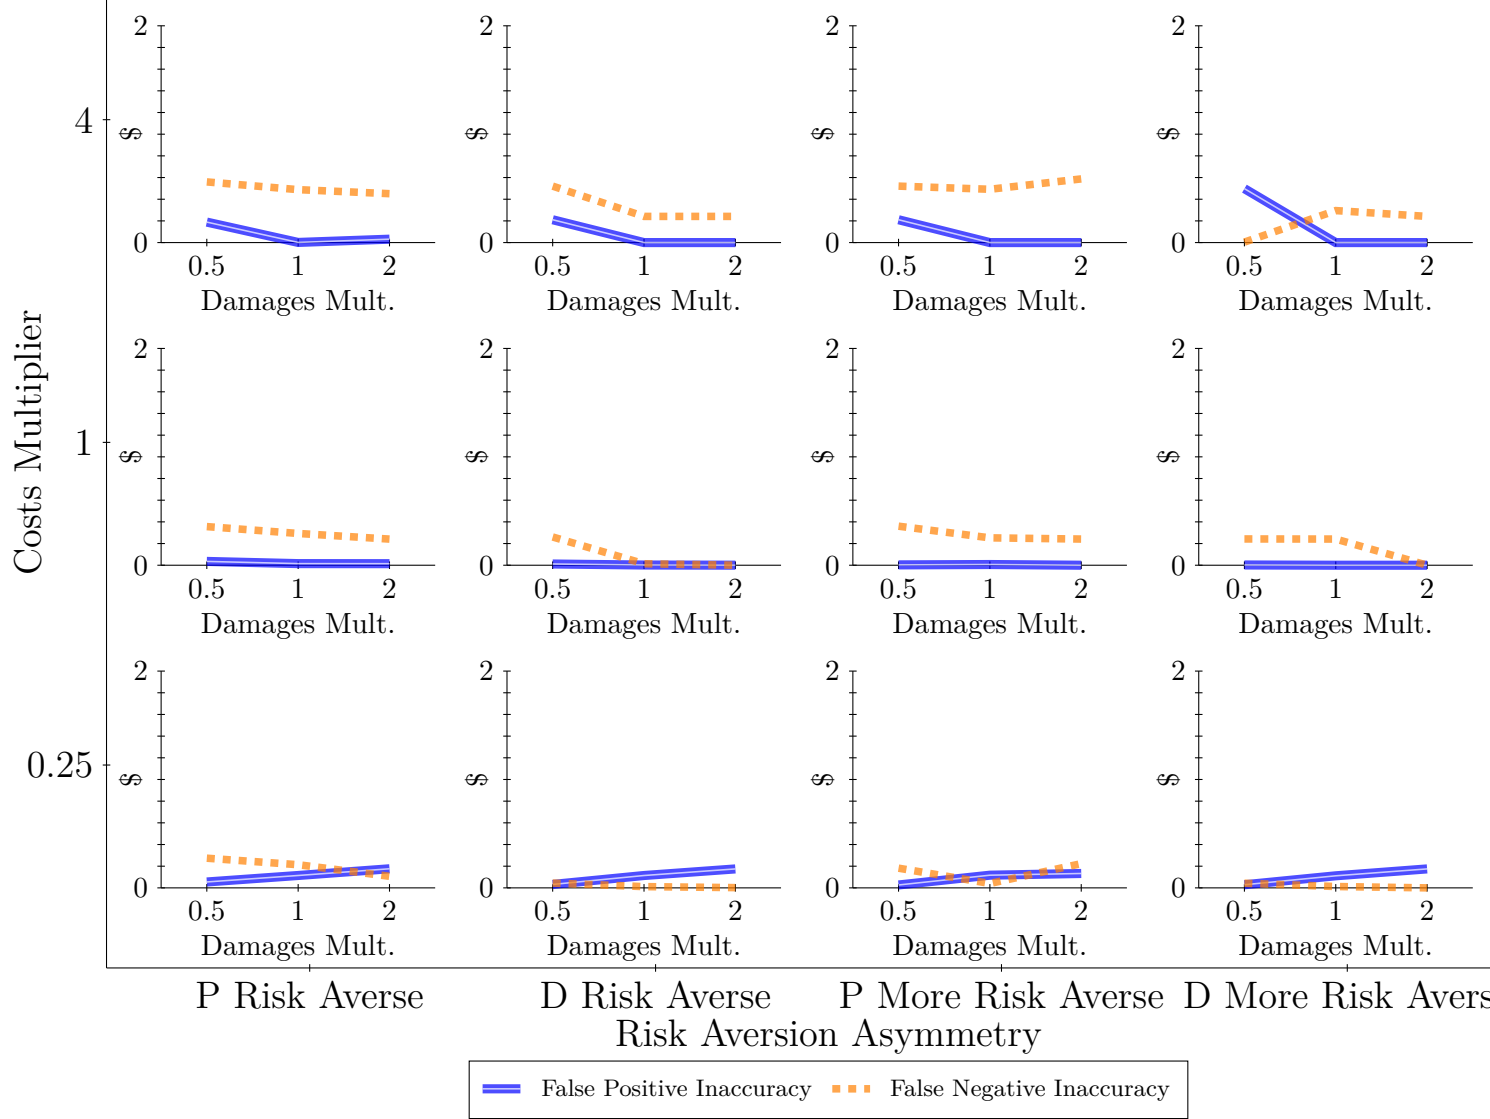 2
2
2
2
4
$
$
$
$
0
0
0
0
0.5 1 2
0.5 1 2
0.5 1 2
0.5 1 2
Damages Mult.
Damages Mult.
Damages Mult.
Damages Mult.
Costs Multiplier
2
2
2
2
1
$
$
$
$
0
0
0
0
0.5 1 2
0.5 1 2
0.5 1 2
0.5 1 2
Damages Mult.
Damages Mult.
Damages Mult.
Damages Mult.
2
2
2
2
0.25
$
$
$
$
0
0
0
0
0.5 1 2
0.5 1 2
0.5 1 2
0.5 1 2
Damages Mult.
Damages Mult.
Damages Mult.
Damages Mult.
P Risk Averse
D Risk Averse
P More Risk Averse
D More Risk Avers
Risk Aversion Asymmetry
False Positive Inaccuracy
False Negative Inaccuracy